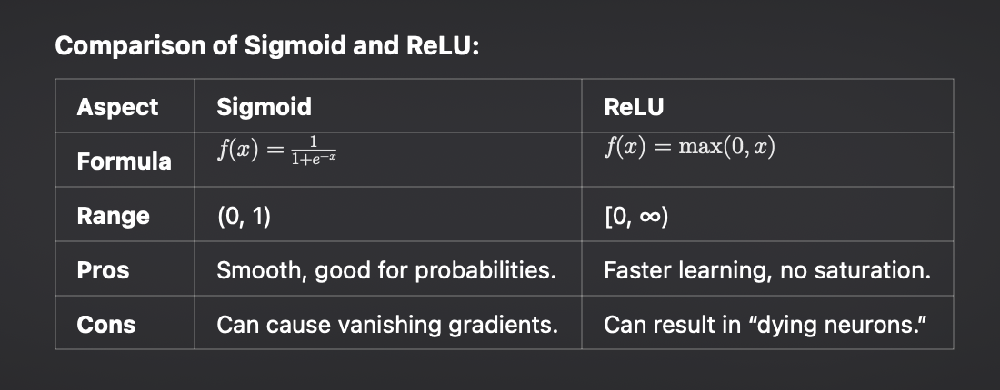 Comparison of Sigmoid and ReLU:
Aspect Sigmoid ReLU
Formula f(x) = 1/(1+e^{-x}) f(x) = max(0, x)
Range (0, 1) [0, ∞)
Pros Smooth, good for probabilities. Faster learning, no saturation.
Cons Can cause vanishing gradients. Can result in “dying neurons.”